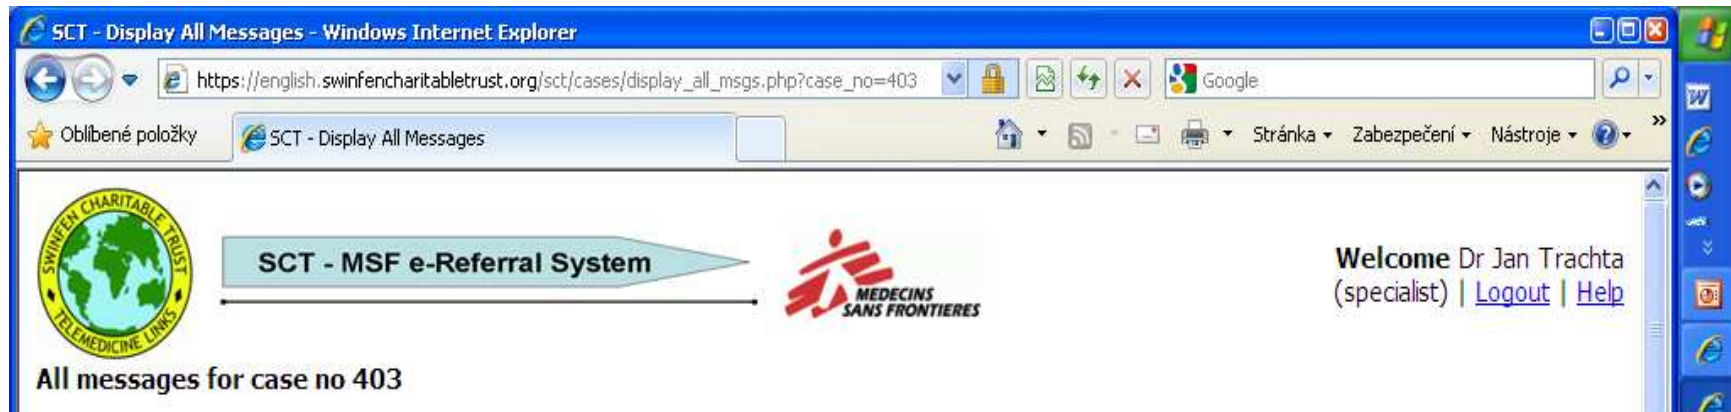 SCT - Display All Messages - Windows Internet Explorer
https://english.swinfencharitabletrust.org/sct/cases/display_all_msgs.php?case_no=403
Google
Oblíbené položky
SCT - Display All Messages
Stránka
Zabezpečení
Nástroje
SWINFEN CHARITABLE TRUST
TELEMEDICINE LINKS
SCT - MSF e-Referral System
MEDECINS
SANS FRONTIERES
Welcome Dr Jan Trachta
(specialist) | Logout | Help
All messages for case no 403